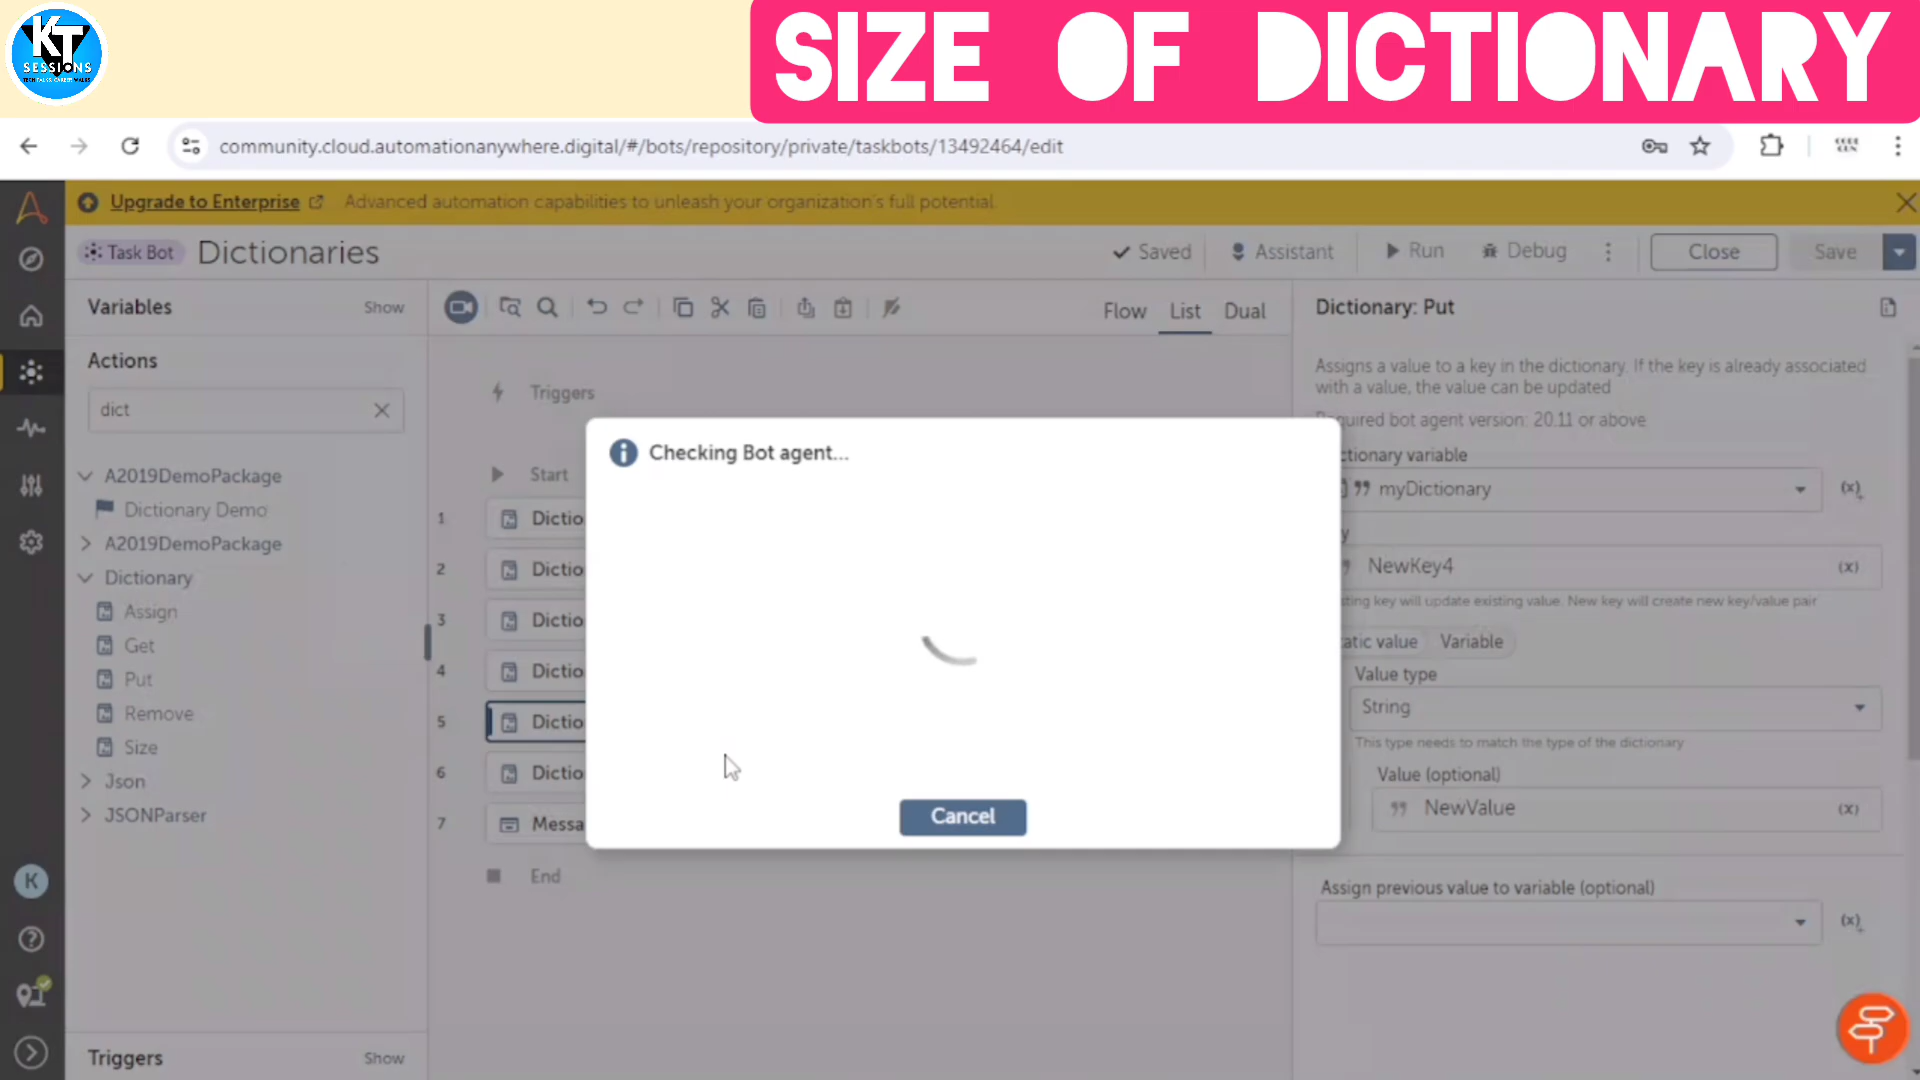 KT
SESSIONS
TECH TALKS, CAREER WALKS
SIZE OF DICTIONARY
community.cloud.automationanywhere.digital/#/bots/repository/private/taskbots/13492464/edit
Upgrade to Enterprise
Advanced automation capabilities to unleash your organization's full potential.
Task Bot
Dictionaries
Saved
Assistant
Run
Debug
Close
Save
Variables
Show
Flow
List
Dual
Dictionary: Put
Actions
dict
Assigns a value to a key in the dictionary. If the key is already associated
with a value, the value can be updated
quired bot agent version: 20.11 or above
Triggers
Checking Bot agent...
Start
ctionary variable
myDictionary
(x)
A2019DemoPackage
Dictionary Demo
A2019DemoPackage
Dictionary
Assign
Get
Put
Remove
Size
Json
JSONParser
1 Dictio
2 Dictio
3 Dictio
4 Dictio
5 Dictio
6 Dictio
7 Messa
End
Cancel
y
NewKey4
(x)
sting key will update existing value. New key will create new key/value pair
atic value
Variable
Value type
String
This type needs to match the type of the dictionary
Value (optional)
NewValue
(x)
Assign previous value to variable (optional)
(x)
K
Triggers
Show